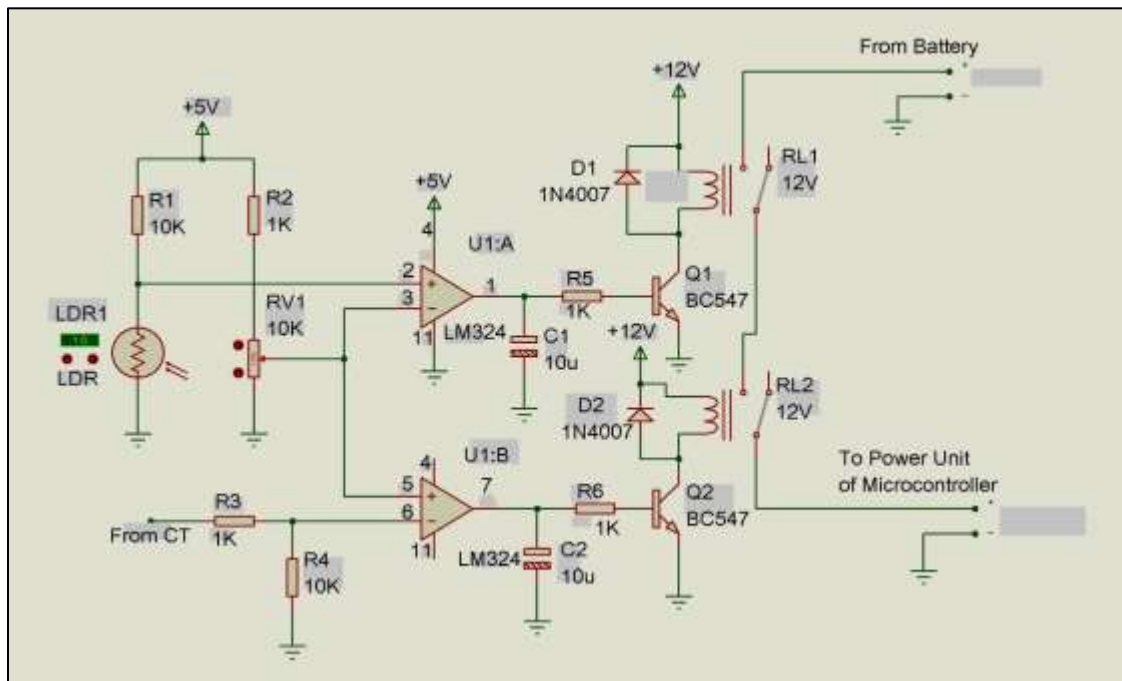 From Battery
+
-
+12V
+5V
D1
1N4007
RL1
12V
R1
10K
R2
1K
+5V
4
U1:A
2
3
1
11
LM324
R5
1K
Q1
BC547
LDR1
LDR
RV1
10K
C1
10u
+12V
D2
1N4007
RL2
12V
4
U1:B
5
6
7
11
LM324
R6
1K
Q2
BC547
To Power Unit
of Microcontroller
+
-
R3
1K
From CT
R4
10K
C2
10u